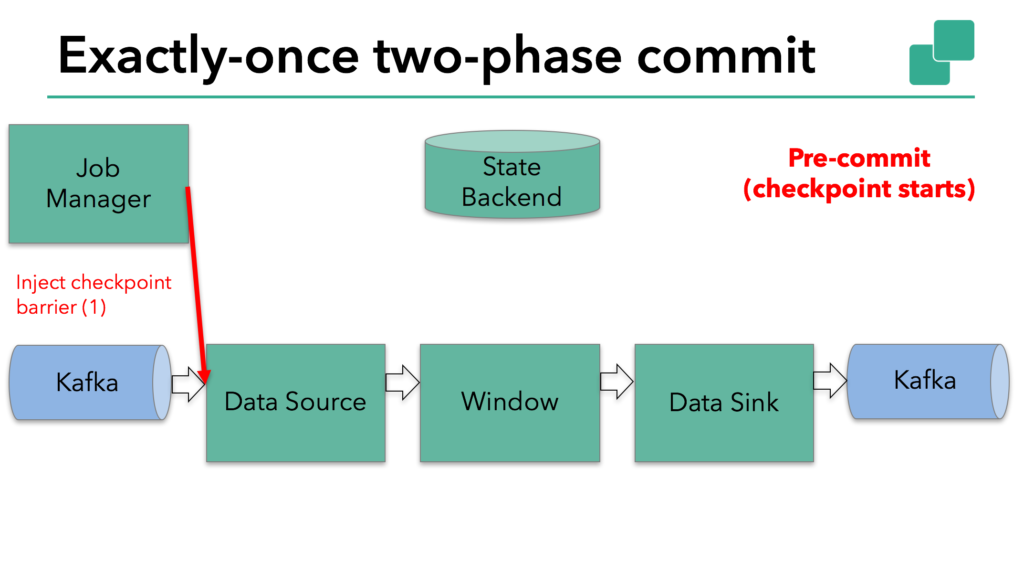 Exactly-once two-phase commit
Job
Manager
State
Backend
Pre-commit
(checkpoint starts)
Inject checkpoint
barrier (1)
Kafka
Data Source
Window
Data Sink
Kafka